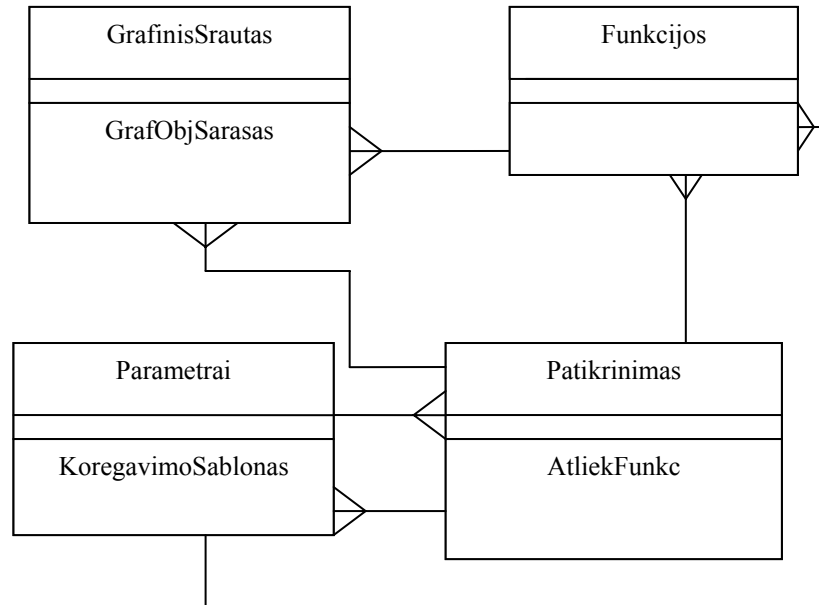 GrafinisSrautas
GrafObjSarasas
Funkcijos
Parametrai
KoregavimoSablonas
Patikrinimas
AtliekFunkc